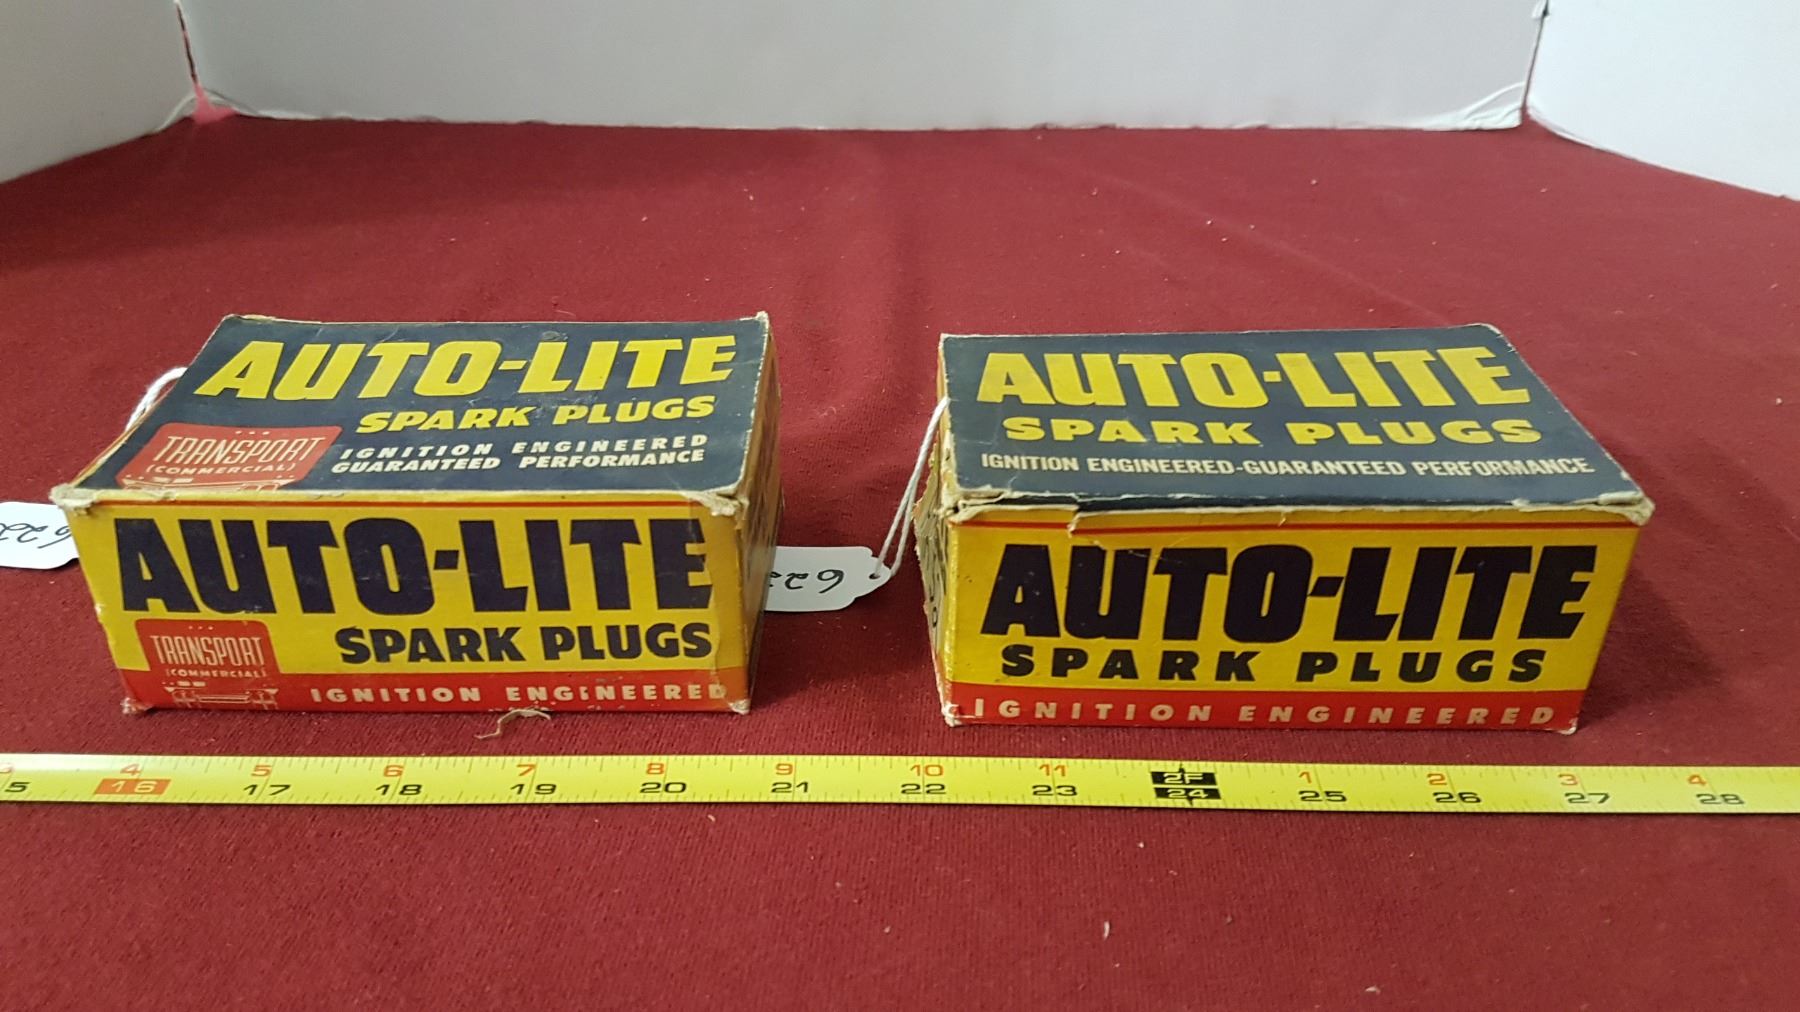 AUTO-LITE
SPARK PLUGS
TRANSPORT
(COMMERCIAL)
IGNITION ENGINEERED
GUARANTEED PERFORMANCE
AUTO-LITE
SPARK PLUGS
TRANSPORT
(COMMERCIAL)
IGNITION ENGINEERED
AUTO-LITE
SPARK PLUGS
IGNITION ENGINEERED-GUARANTEED PERFORMANCE
AUTO-LITE
SPARK PLUGS
IGNITION ENGINEERED
4 5 6 7 8 9 10 11 2F 1 2 3 4
5 16 17 18 19 20 21 22 23 24 25 26 27 28